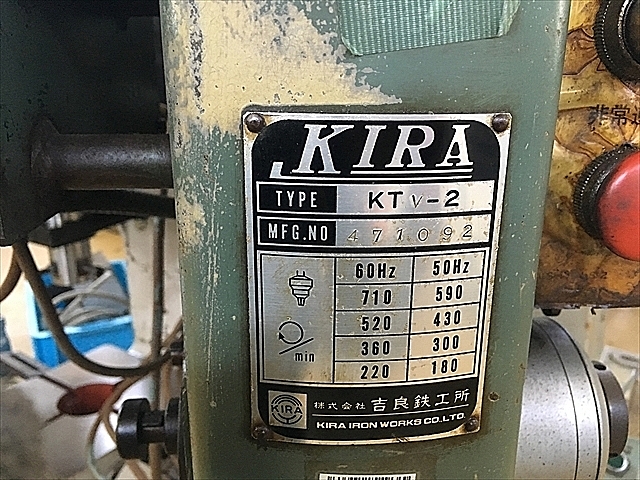 KIRA
TYPE KTV-2
MFG.NO 471092
60Hz 50Hz
710 590
520 430
360 300
220 180
min
KIRA 株式会社 吉良鉄工所
KIRA IRON WORKS CO.LTD.
非常